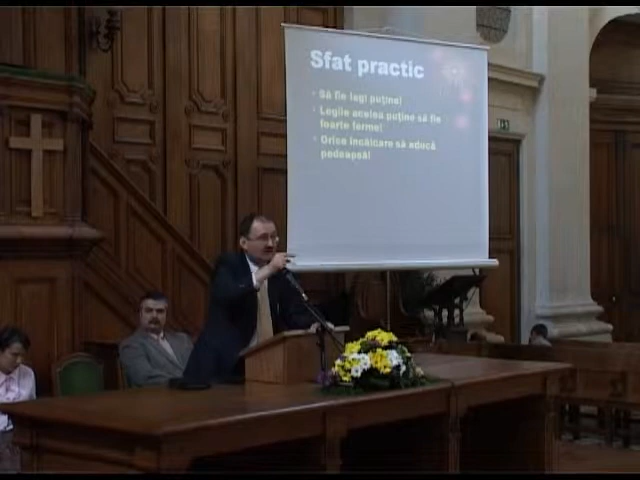 Sfat practic
· Să fie legi puţine!
· Legile acelea puţine să fie
foarte ferme!
· Orice încălcare să aducă
pedeapsă!